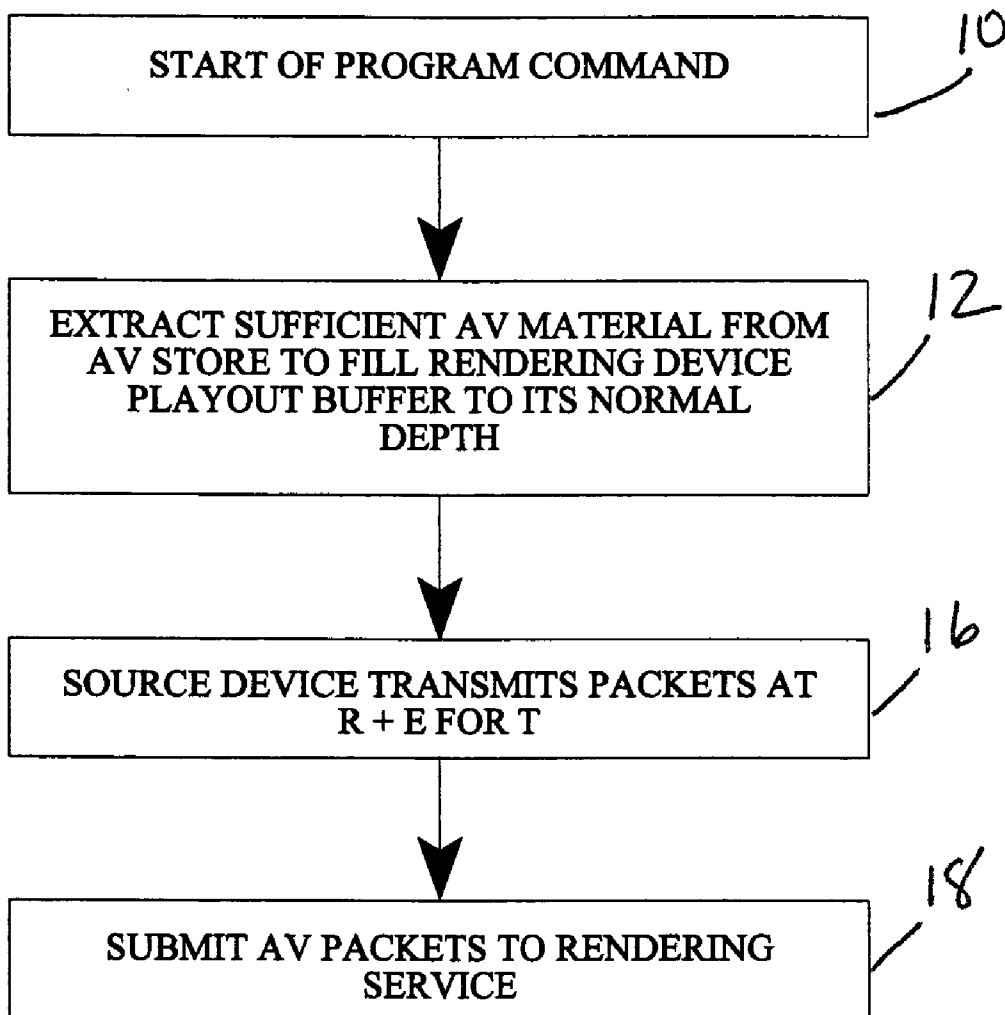 START OF PROGRAM COMMAND
10
EXTRACT SUFFICIENT AV MATERIAL FROM
AV STORE TO FILL RENDERING DEVICE
PLAYOUT BUFFER TO ITS NORMAL
DEPTH
12
SOURCE DEVICE TRANSMITS PACKETS AT
R + E FOR T
16
SUBMIT AV PACKETS TO RENDERING
SERVICE
18